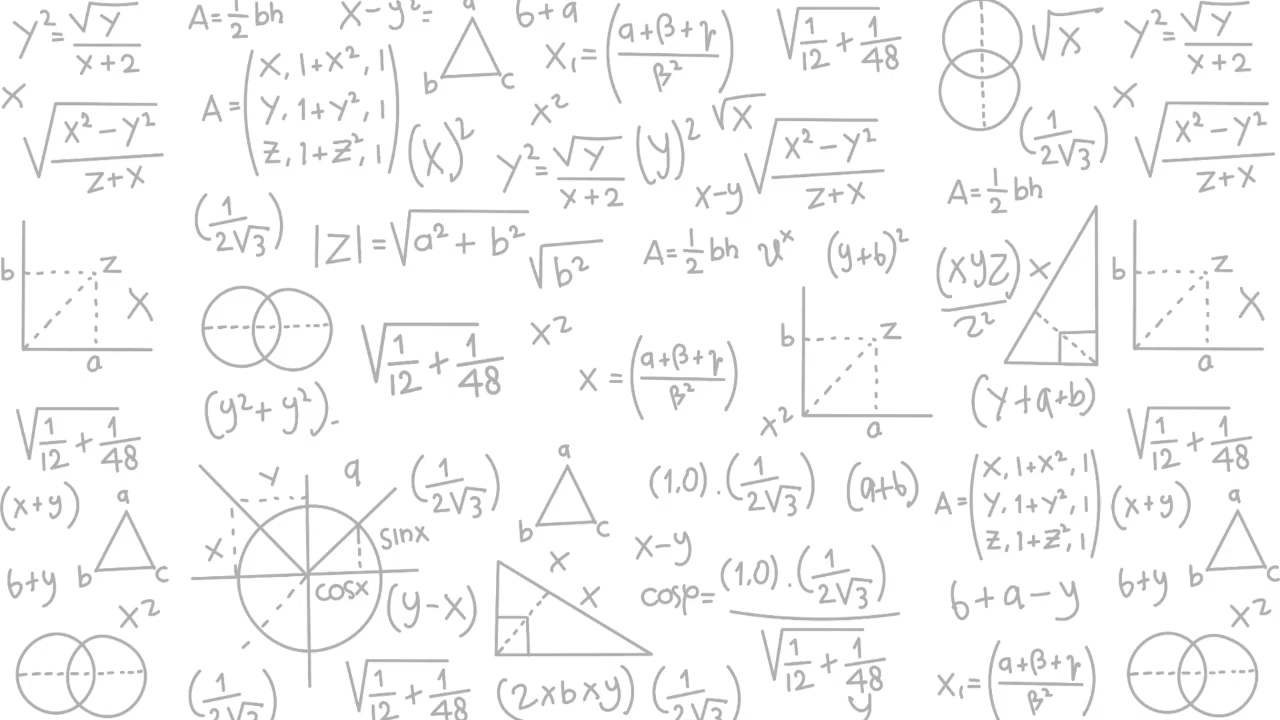 Y² = √Y / x+2
A = 1/2 bh
X − y² =
a
b c
6+a
X₁ = (a+β+γ / β²)
√(1/12 + 1/48)
√X
Y² = √Y / x+2
x
A = (X, 1+X², 1
Y, 1+y², 1
Z, 1+Z², 1)
x²
√X
x
√(X² − Y²) / z+x
(X)²
Y² = √Y / x+2
(y)²
x−y
√(X² − Y²) / z+x
(1/2√3)
√(X² − Y²) / z+x
A = 1/2 bh
(1/2√3)
|Z| = √(a² + b²)
√b²
A = 1/2 bh
u^x
(y+b)²
(xyz) / z²
x
b z
X
a
√(1/12 + 1/48)
x²
x = (a+β+γ / β²)
b z
x² a
b z
X
a
(y² + y²)-
(Y+a+b)
√(1/12 + 1/48)
√(1/12 + 1/48)
(x+y)
a
b c
Y
q
X
sinx
cosx
(1/2√3)
a
b c
(1,0) . (1/2√3)
(a+b)
A = (X, 1+X², 1
Y, 1+y², 1
Z, 1+Z², 1)
(x+y)
a
b c
6+y
x²
(y−x)
x
x
x−y
cosp = (1,0) . (1/2√3) / √(1/12 + 1/48)
y
6+a−y
6+y
x²
(1/2√3)
√(1/12 + 1/48)
(2xbxy)
(1/2√3)
X₁ = (a+β+γ / β²)